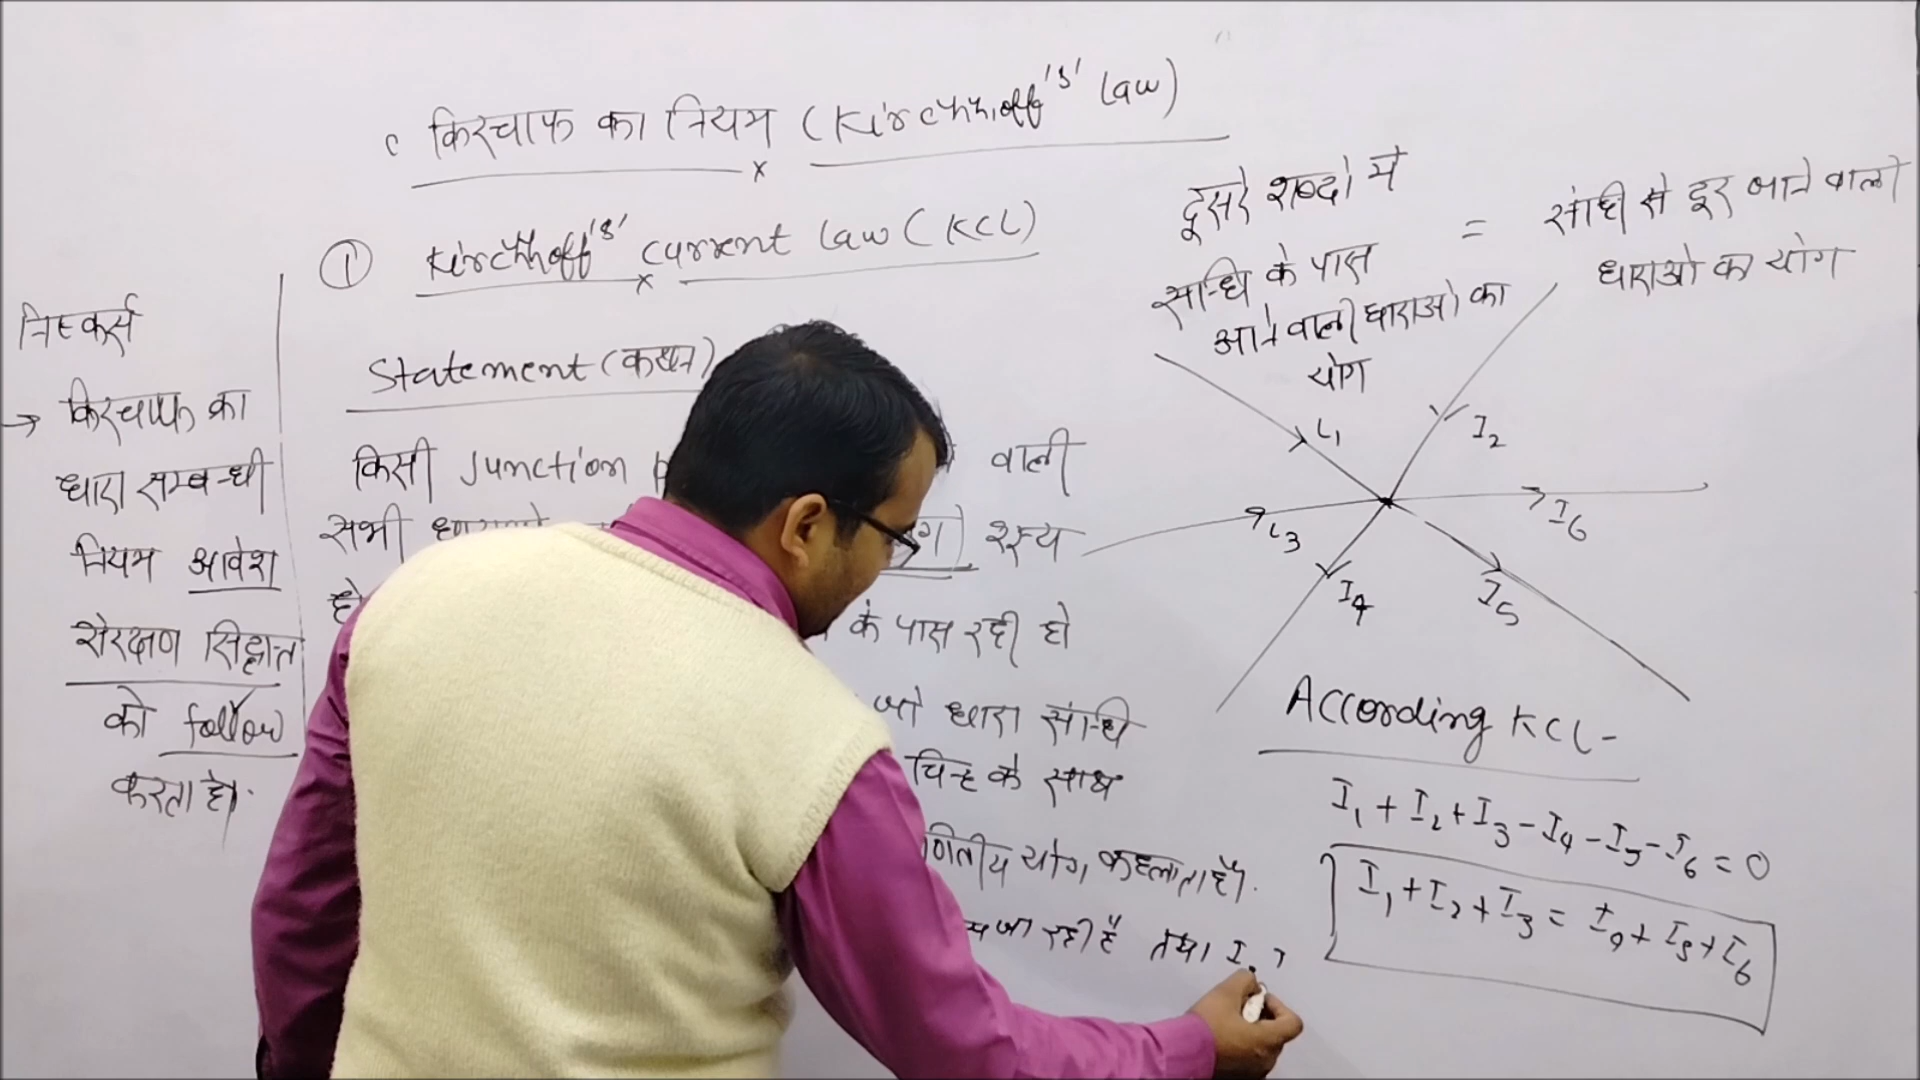 किरचाफ का नियम (Kirchhoff's' Law)
① Kirchhoff's' current Law (KCL)
Statement (कथन)
किसी Junction
वाली
सभी
शून्य
हो
के पास रही हो
जो धारा संन्धि
चिन्ह के साथ
णितीय योग कहलाता है।
जा रही है तथा I
निष्कर्स
→ किरचाफ का
धारा सम्बन्धी
नियम आवेश
संरक्षण सिद्धान्त
को follow
करता है।
दूसरे शब्दो में
सन्धि के पास
आने वाली धाराओ का
योग
=
संधी से दूर जाने वाली
धाराओ का योग
I₁
I₂
I₃
I₄
I₅
I₆
According KCL-
I₁ + I₂ + I₃ - I₄ - I₅ - I₆ = 0
I₁ + I₂ + I₃ = I₄ + I₅ + I₆